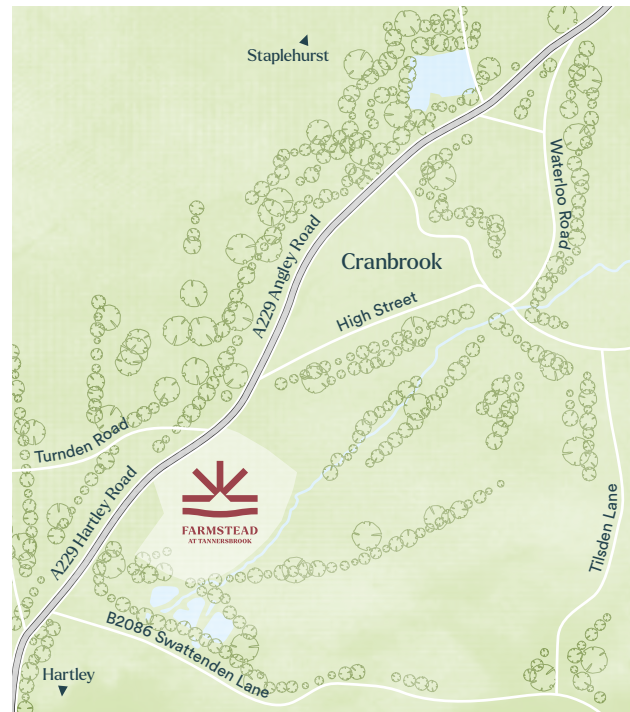 Staplehurst
Waterloo Road
A229 Angley Road
Cranbrook
High Street
Turnden Road
A229 Hartley Road
FARMSTEAD
AT TANNERSBROOK
Tilsden Lane
B2086 Swattenden Lane
Hartley